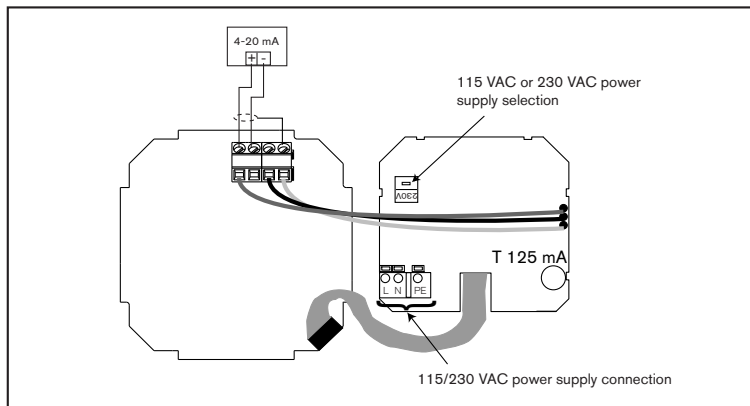 4-20 mA
+ -
115 VAC or 230 VAC power
supply selection
230V
T 125 mA
L N PE
115/230 VAC power supply connection